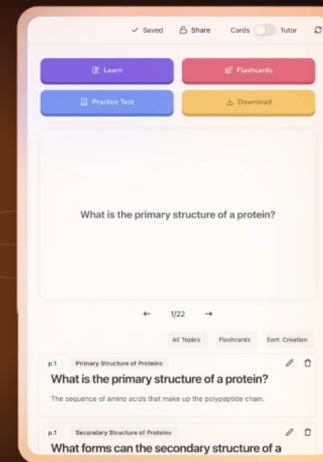 Saved Share Cards Tutor
Learn Flashcards
Practice Test Download
What is the primary structure of a protein?
← 1/22 →
All Topics Flashcards Sort: Creation
p.1 Primary Structure of Proteins
What is the primary structure of a protein?
The sequence of amino acids that make up the polypeptide chain.
p.1 Secondary Structure of Proteins
What forms can the secondary structure of a